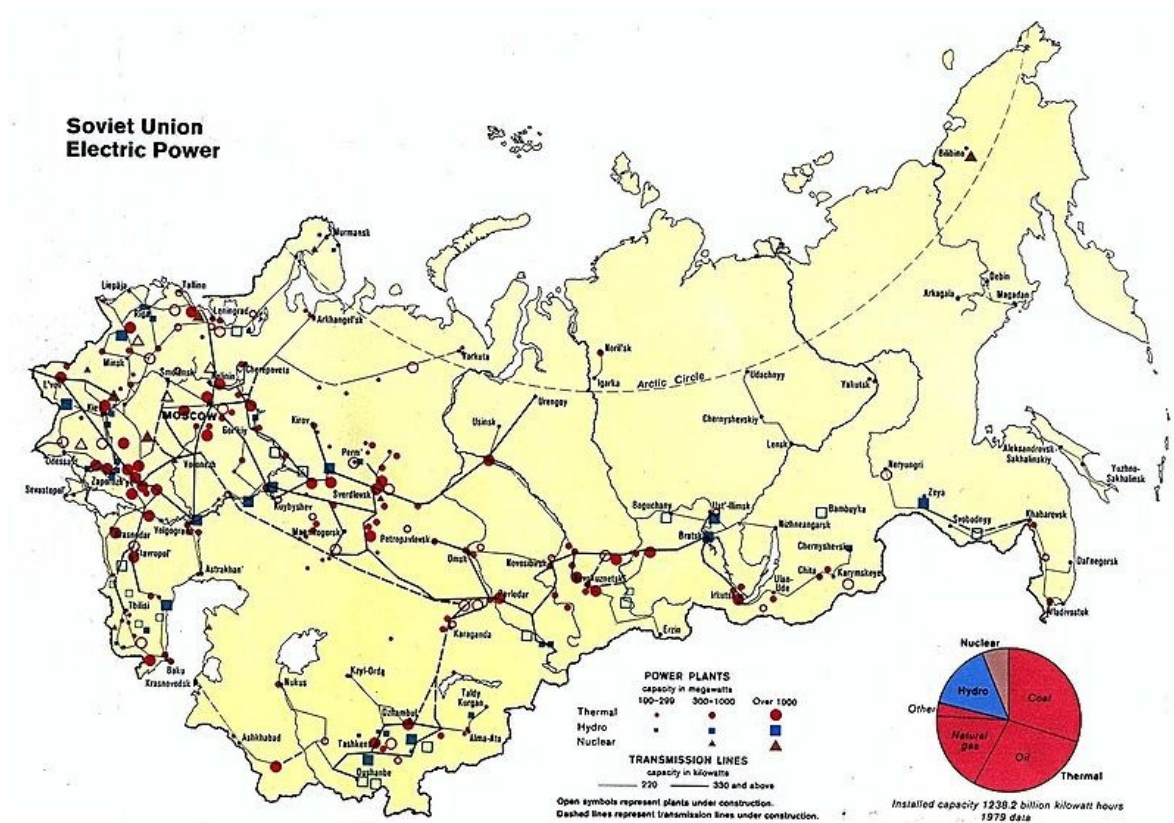 Soviet Union
Electric Power
Bilibino
Murmansk
Debin
Arkagala
Magadan
Liepāja
Tallinn
Riga
Leningrad
Arkhangel'sk
Minsk
Vorkuta
Noril'sk
Igarka
Arctic Circle
Udachnyy
Yakutsk
L'vov
Smolensk
Kalinin
Cherepovets
Urengoy
Chernyshevskiy
Kiev
MOSCOW
Gor'kiy
Kirov
Usinsk
Lensk
Aleksandrovsk-
Sakhalinskiy
Odessa
Voronezh
Perm'
Neryungri
Yuzhno-
Sakhalinsk
Zaporozh'ye
Sverdlovsk
Sevastopol'
Kuybyshev
Boguchany
Ust'-Ilimsk
Bambuyka
Zeya
Svobodnyy
Khabarovsk
Krasnodar
Volgograd
Magnitogorsk
Petropavlovsk
Bratsk
Nizhneangarsk
Stavropol'
Omsk
Novosibirsk
Chernyshevsk
Dal'negorsk
Astrakhan'
Novokuznetsk
Chita
Karymskoye
Ulan-
Ude
Irkutsk
Vladivostok
Tbilisi
Pavlodar
Karaganda
Erzin
Baku
Krasnovodsk
Nukus
Kzyl-Orda
Taldy
Kurgan
Dzhambul
Alma-Ata
Ashkhabad
Tashkent
Dushanbe
POWER PLANTS
capacity in megawatts
100-299 300-1000 Over 1000
Thermal
Hydro
Nuclear
TRANSMISSION LINES
capacity in kilowatts
220 330 and above
Open symbols represent plants under construction.
Dashed lines represent transmission lines under construction.
Nuclear
Hydro
Coal
Other
Natural
gas
Oil
Thermal
Installed capacity 1238.2 billion kilowatt hours
1979 data